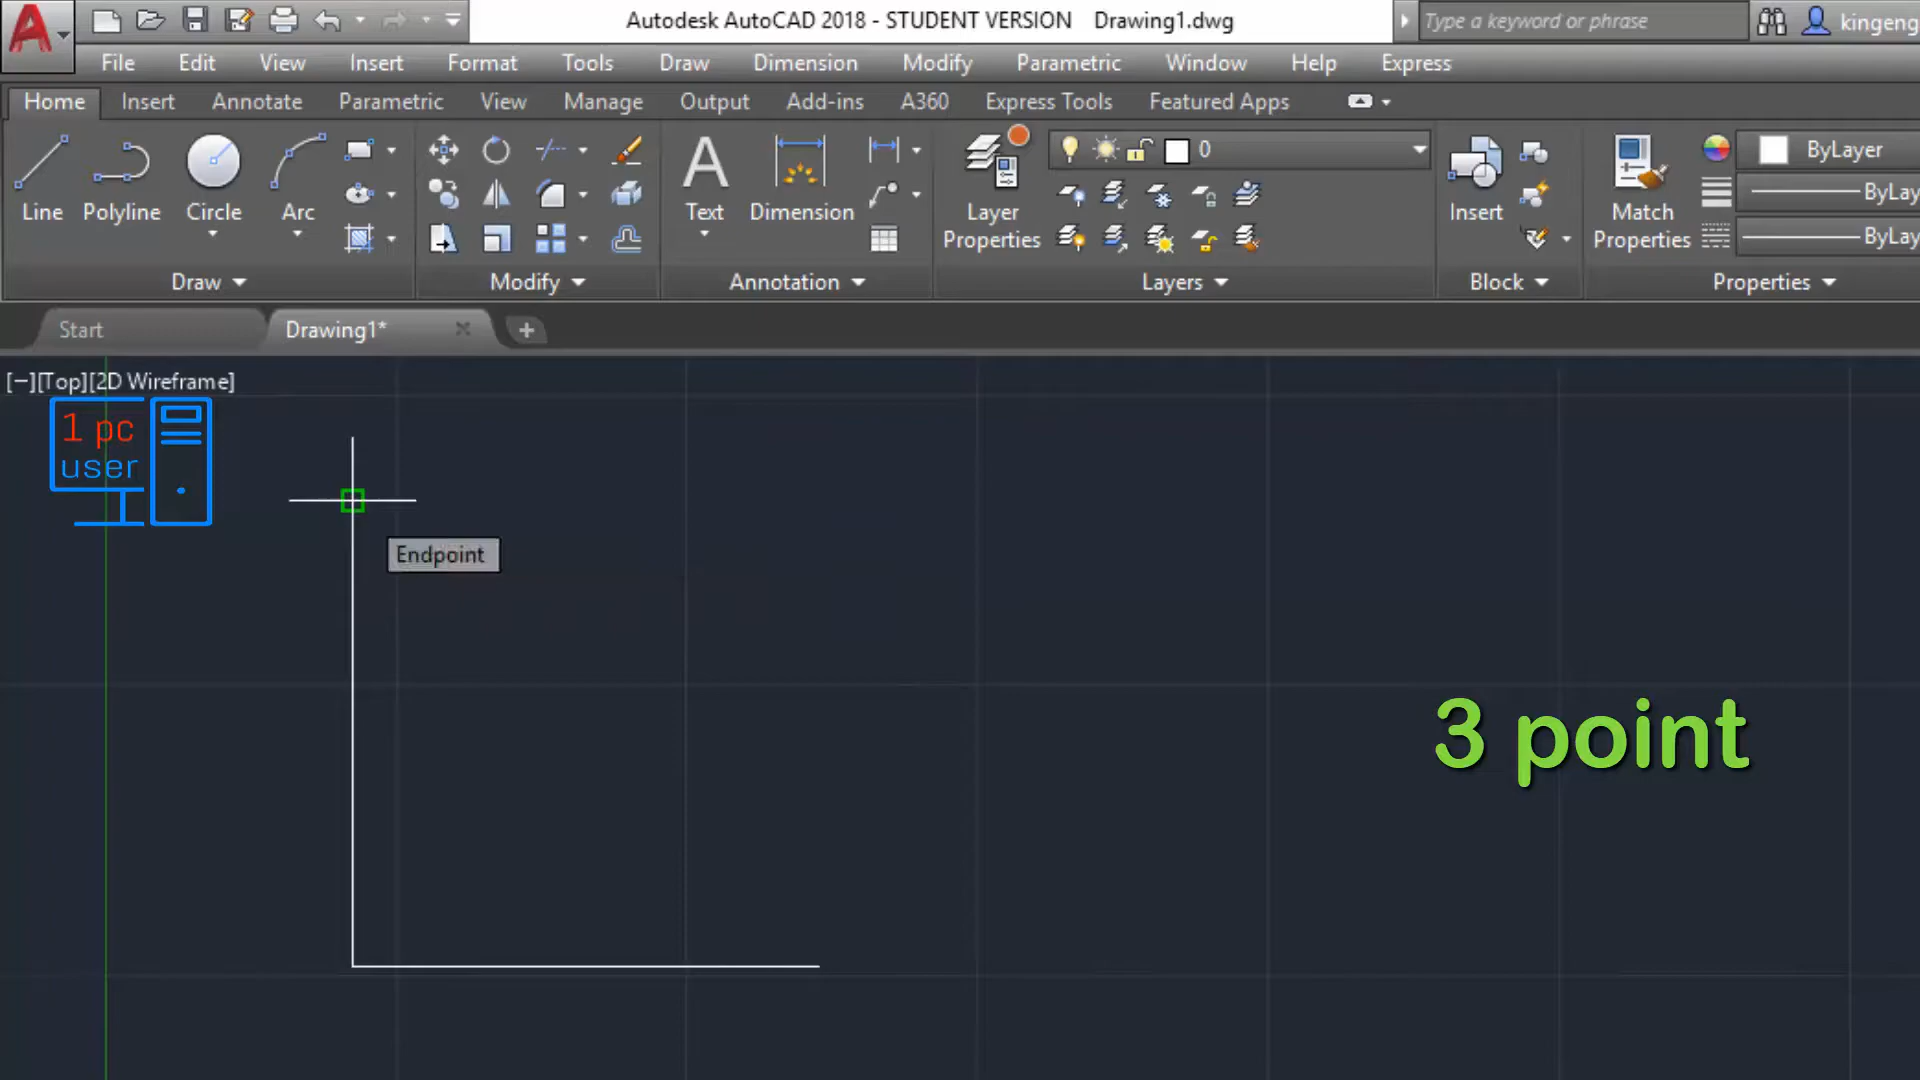 Autodesk AutoCAD 2018 - STUDENT VERSION Drawing1.dwg
Type a keyword or phrase
kingeng
File Edit View Insert Format Tools Draw Dimension Modify Parametric Window Help Express
Home Insert Annotate Parametric View Manage Output Add-ins A360 Express Tools Featured Apps
0
ByLayer
ByLay
ByLay
Line Polyline Circle Arc
A
Text Dimension
Layer
Properties
Insert
Match
Properties
Draw Modify Annotation Layers Block Properties
Start Drawing1*
[−][Top][2D Wireframe]
1 pc
user
Endpoint
3 point